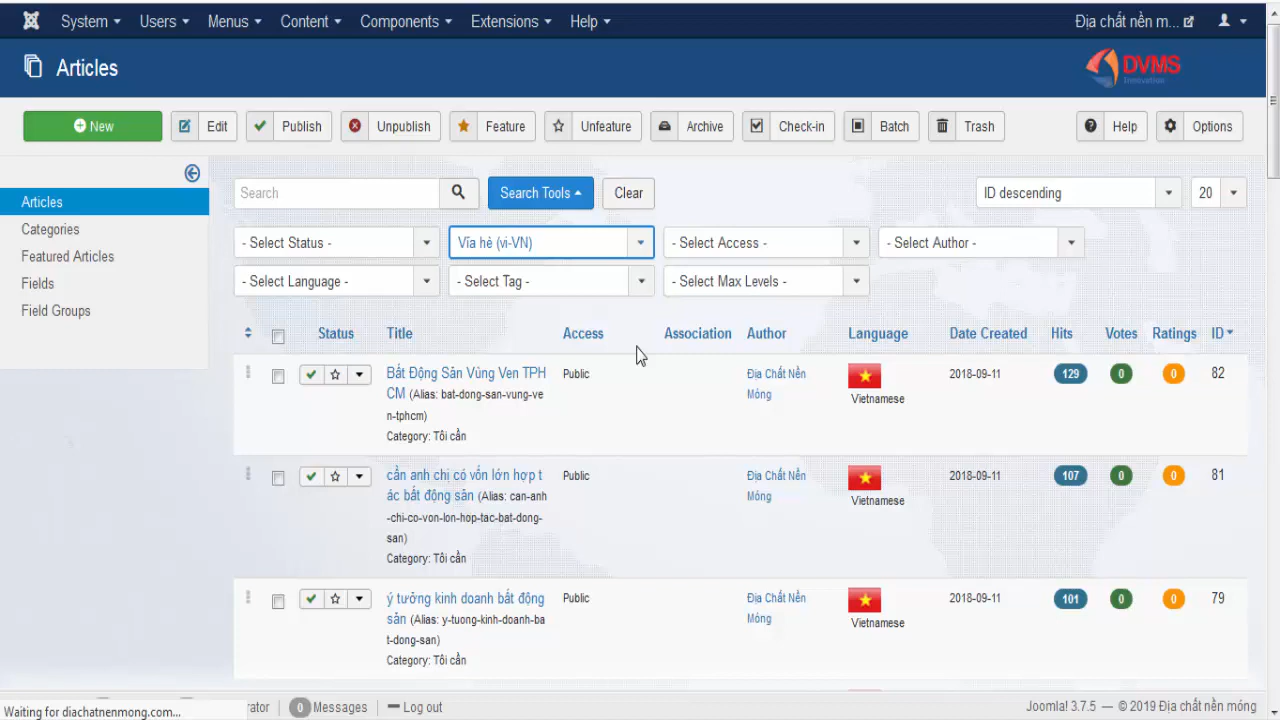 System Users Menus Content Components Extensions Help Địa chất nền m...
Articles
DVMS
Innovation
New Edit Publish Unpublish Feature Unfeature Archive Check-in Batch Trash Help Options
Articles
Categories
Featured Articles
Fields
Field Groups
Search Search Tools Clear ID descending 20
- Select Status - Vĩa hè (vi-VN) - Select Access - - Select Author -
- Select Language - - Select Tag - - Select Max Levels -
Status Title Access Association Author Language Date Created Hits Votes Ratings ID
Bất Động Sản Vùng Ven TPH Public Địa Chất Nền 2018-09-11 129 0 0 82
CM (Alias: bat-dong-san-vung-ve Móng Vietnamese
n-tphcm)
Category: Tôi cần
cần anh chị có vốn lớn hợp t Public Địa Chất Nền 2018-09-11 107 0 0 81
ác bất động sản (Alias: can-anh Móng Vietnamese
-chi-co-von-lon-hop-tac-bat-dong-
san)
Category: Tôi cần
ý tưởng kinh doanh bất động Public Địa Chất Nền 2018-09-11 101 0 0 79
sản (Alias: y-tuong-kinh-doanh-ba Móng Vietnamese
t-dong-san)
Category: Tôi cần
Waiting for diachatnenmong.com... rator 0 Messages Log out Joomla! 3.7.5 — © 2019 Địa chất nền móng